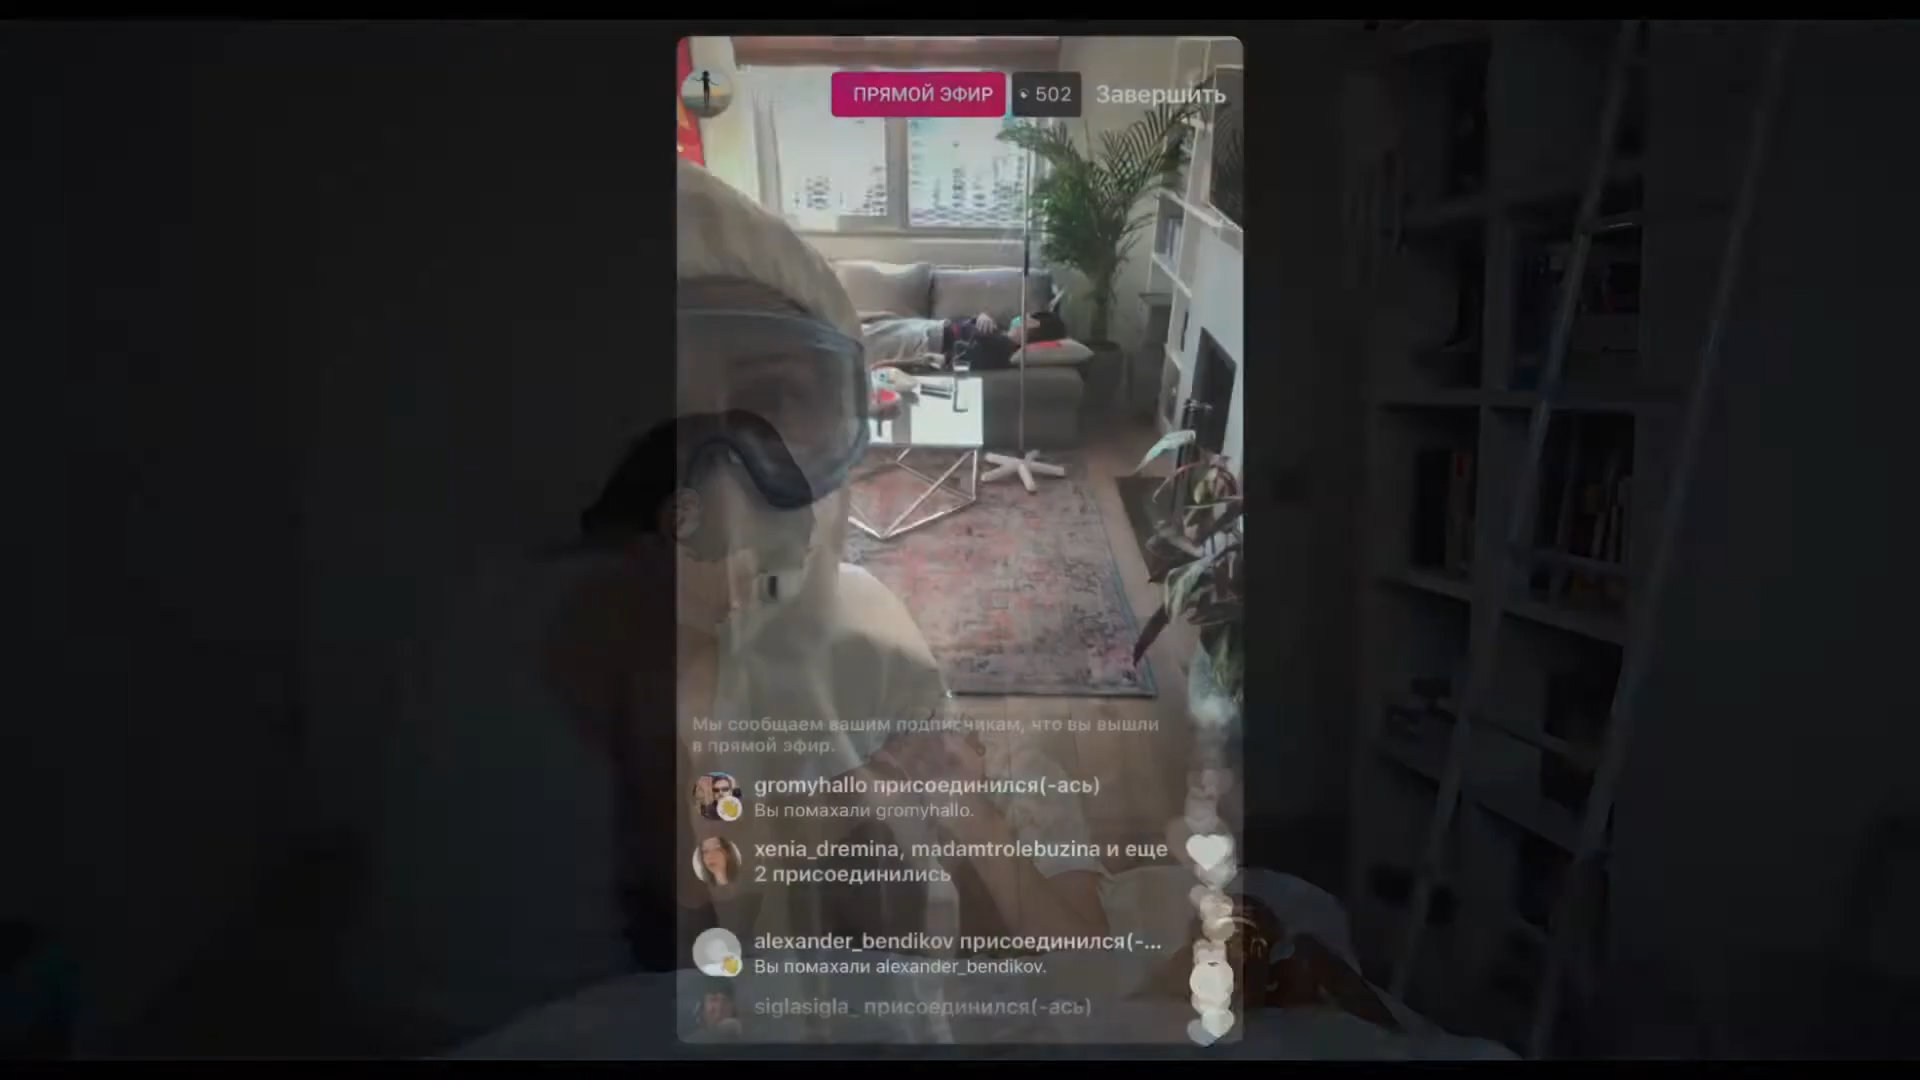 ПРЯМОЙ ЭФИР
502
Завершить
Мы сообщаем вашим подписчикам, что вы вышли
в прямой эфир.
gromyhallo присоединился(-ась)
Вы помахали gromyhallo.
xenia_dremina, madamtrolebuzina и еще
2 присоединились
alexander_bendikov присоединился(-...
Вы помахали alexander_bendikov.
siglasigla_ присоединился(-ась)